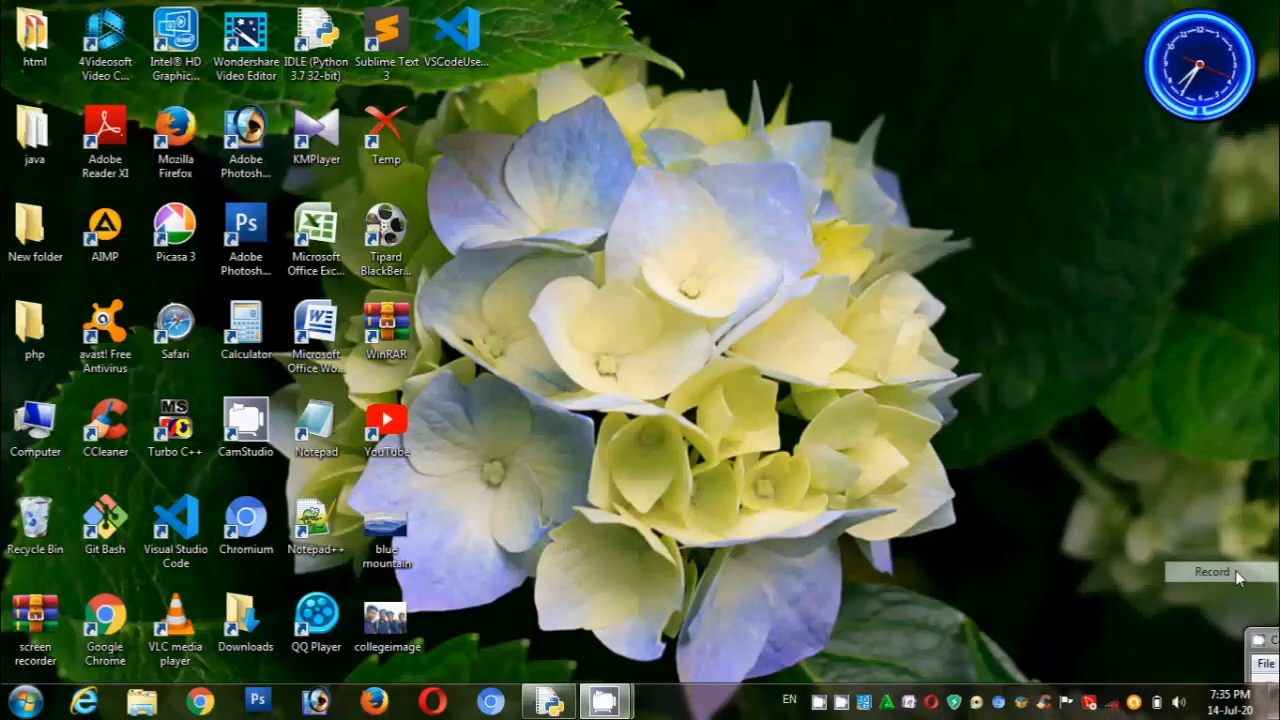 html
4Videosoft
Video C...
Intel® HD
Graphic...
Wondershare
Video Editor
IDLE (Python
3.7 32-bit)
Sublime Text
3
VSCodeUse...
java
Adobe
Reader XI
Mozilla
Firefox
Adobe
Photosh...
KMPlayer
Temp
New folder
AIMP
Picasa 3
Ps
Adobe
Photosh...
Microsoft
Office Exc...
Tipard
BlackBer...
php
avast! Free
Antivirus
Safari
Calculator
Microsoft
Office Wo...
WinRAR
Computer
CCleaner
MS
Turbo C++
CamStudio
Notepad
YouTube
Recycle Bin
Git Bash
Visual Studio
Code
Chromium
Notepad++
blue
mountain
Record
screen
recorder
Google
Chrome
VLC media
player
Downloads
QQ Player
collegeimage
File
Ps
EN
7:35 PM
14-Jul-20